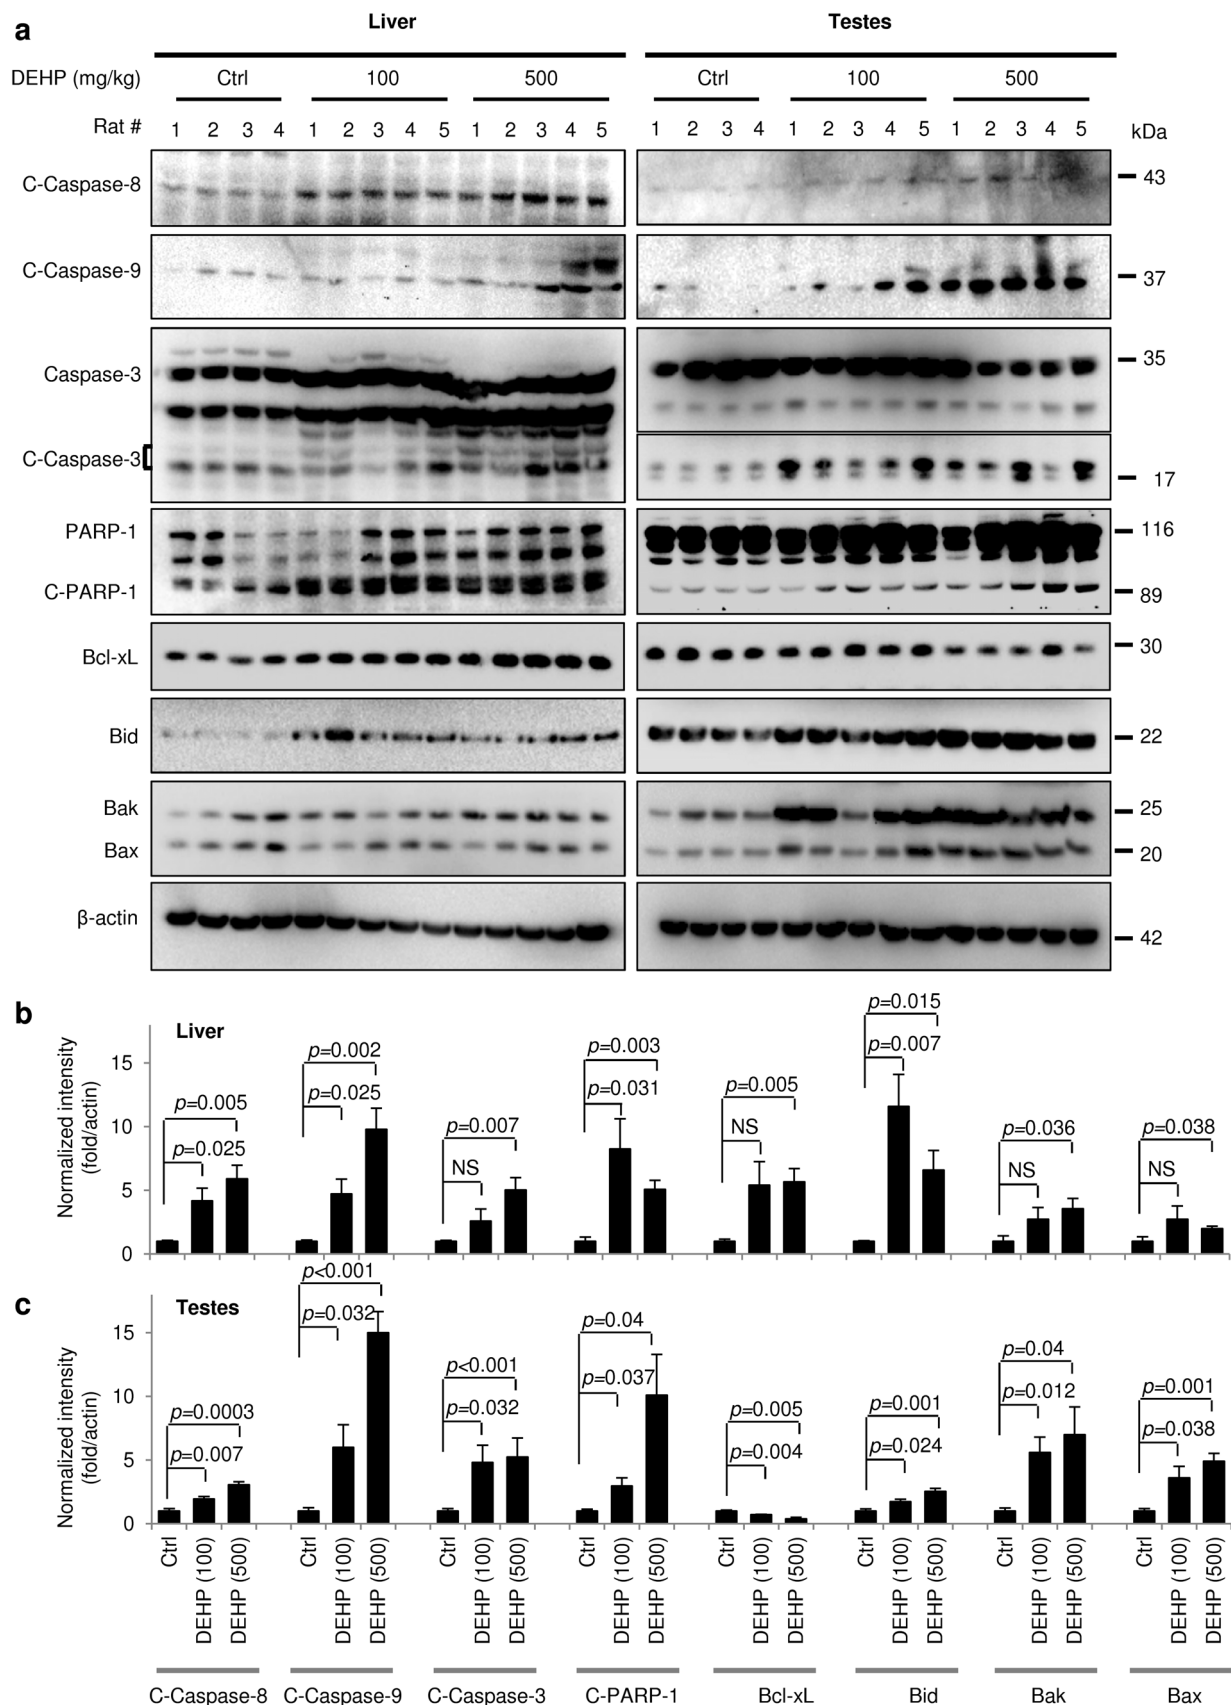 a
Liver Testes
DEHP (mg/kg) Ctrl 100 500 Ctrl 100 500
Rat # 1 2 3 4 1 2 3 4 5 1 2 3 4 5 1 2 3 4 1 2 3 4 5 1 2 3 4 5 kDa
C-Caspase-8 43
C-Caspase-9 37
Caspase-3 35
C-Caspase-3 17
PARP-1 116
C-PARP-1 89
Bcl-xL 30
Bid 22
Bak 25
Bax 20
β-actin 42
b
Liver
Normalized intensity
(fold/actin)
15
10
5
0
p=0.005
p=0.025
p=0.002
p=0.025
p=0.007
NS
p=0.003
p=0.031
p=0.005
NS
p=0.015
p=0.007
p=0.036
NS
p=0.038
NS
c
Testes
Normalized intensity
(fold/actin)
15
10
5
0
p=0.0003
p=0.007
p<0.001
p=0.032
p<0.001
p=0.032
p=0.04
p=0.037
p=0.005
p=0.004
p=0.001
p=0.024
p=0.04
p=0.012
p=0.001
p=0.038
Ctrl
DEHP (100)
DEHP (500)
Ctrl
DEHP (100)
DEHP (500)
Ctrl
DEHP (100)
DEHP (500)
Ctrl
DEHP (100)
DEHP (500)
Ctrl
DEHP (100)
DEHP (500)
Ctrl
DEHP (100)
DEHP (500)
Ctrl
DEHP (100)
DEHP (500)
Ctrl
DEHP (100)
DEHP (500)
C-Caspase-8 C-Caspase-9 C-Caspase-3 C-PARP-1 Bcl-xL Bid Bak Bax